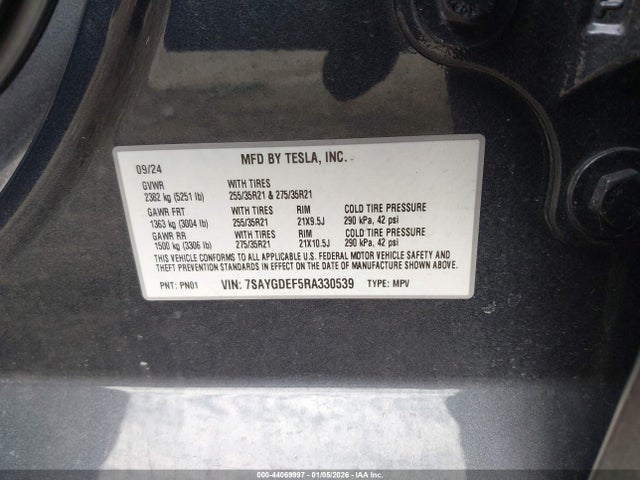 MFD BY TESLA, INC.
09/24
GVWR WITH TIRES
2382 kg (5251 lb) 255/35R21 & 275/35R21
GAWR FRT WITH TIRES RIM COLD TIRE PRESSURE
1363 kg (3004 lb) 255/35R21 21X9.5J 290 kPa, 42 psi
GAWR RR WITH TIRES RIM COLD TIRE PRESSURE
1500 kg (3306 lb) 275/35R21 21X10.5J 290 kPa, 42 psi
THIS VEHICLE CONFORMS TO ALL APPLICABLE U.S. FEDERAL MOTOR VEHICLE SAFETY AND
THEFT PREVENTION STANDARDS IN EFFECT ON THE DATE OF MANUFACTURE SHOWN ABOVE.
PNT: PN01 VIN: 7SAYGDEF5RA330539 TYPE: MPV
000-44069997 - 01/05/2026 - IAA Inc.